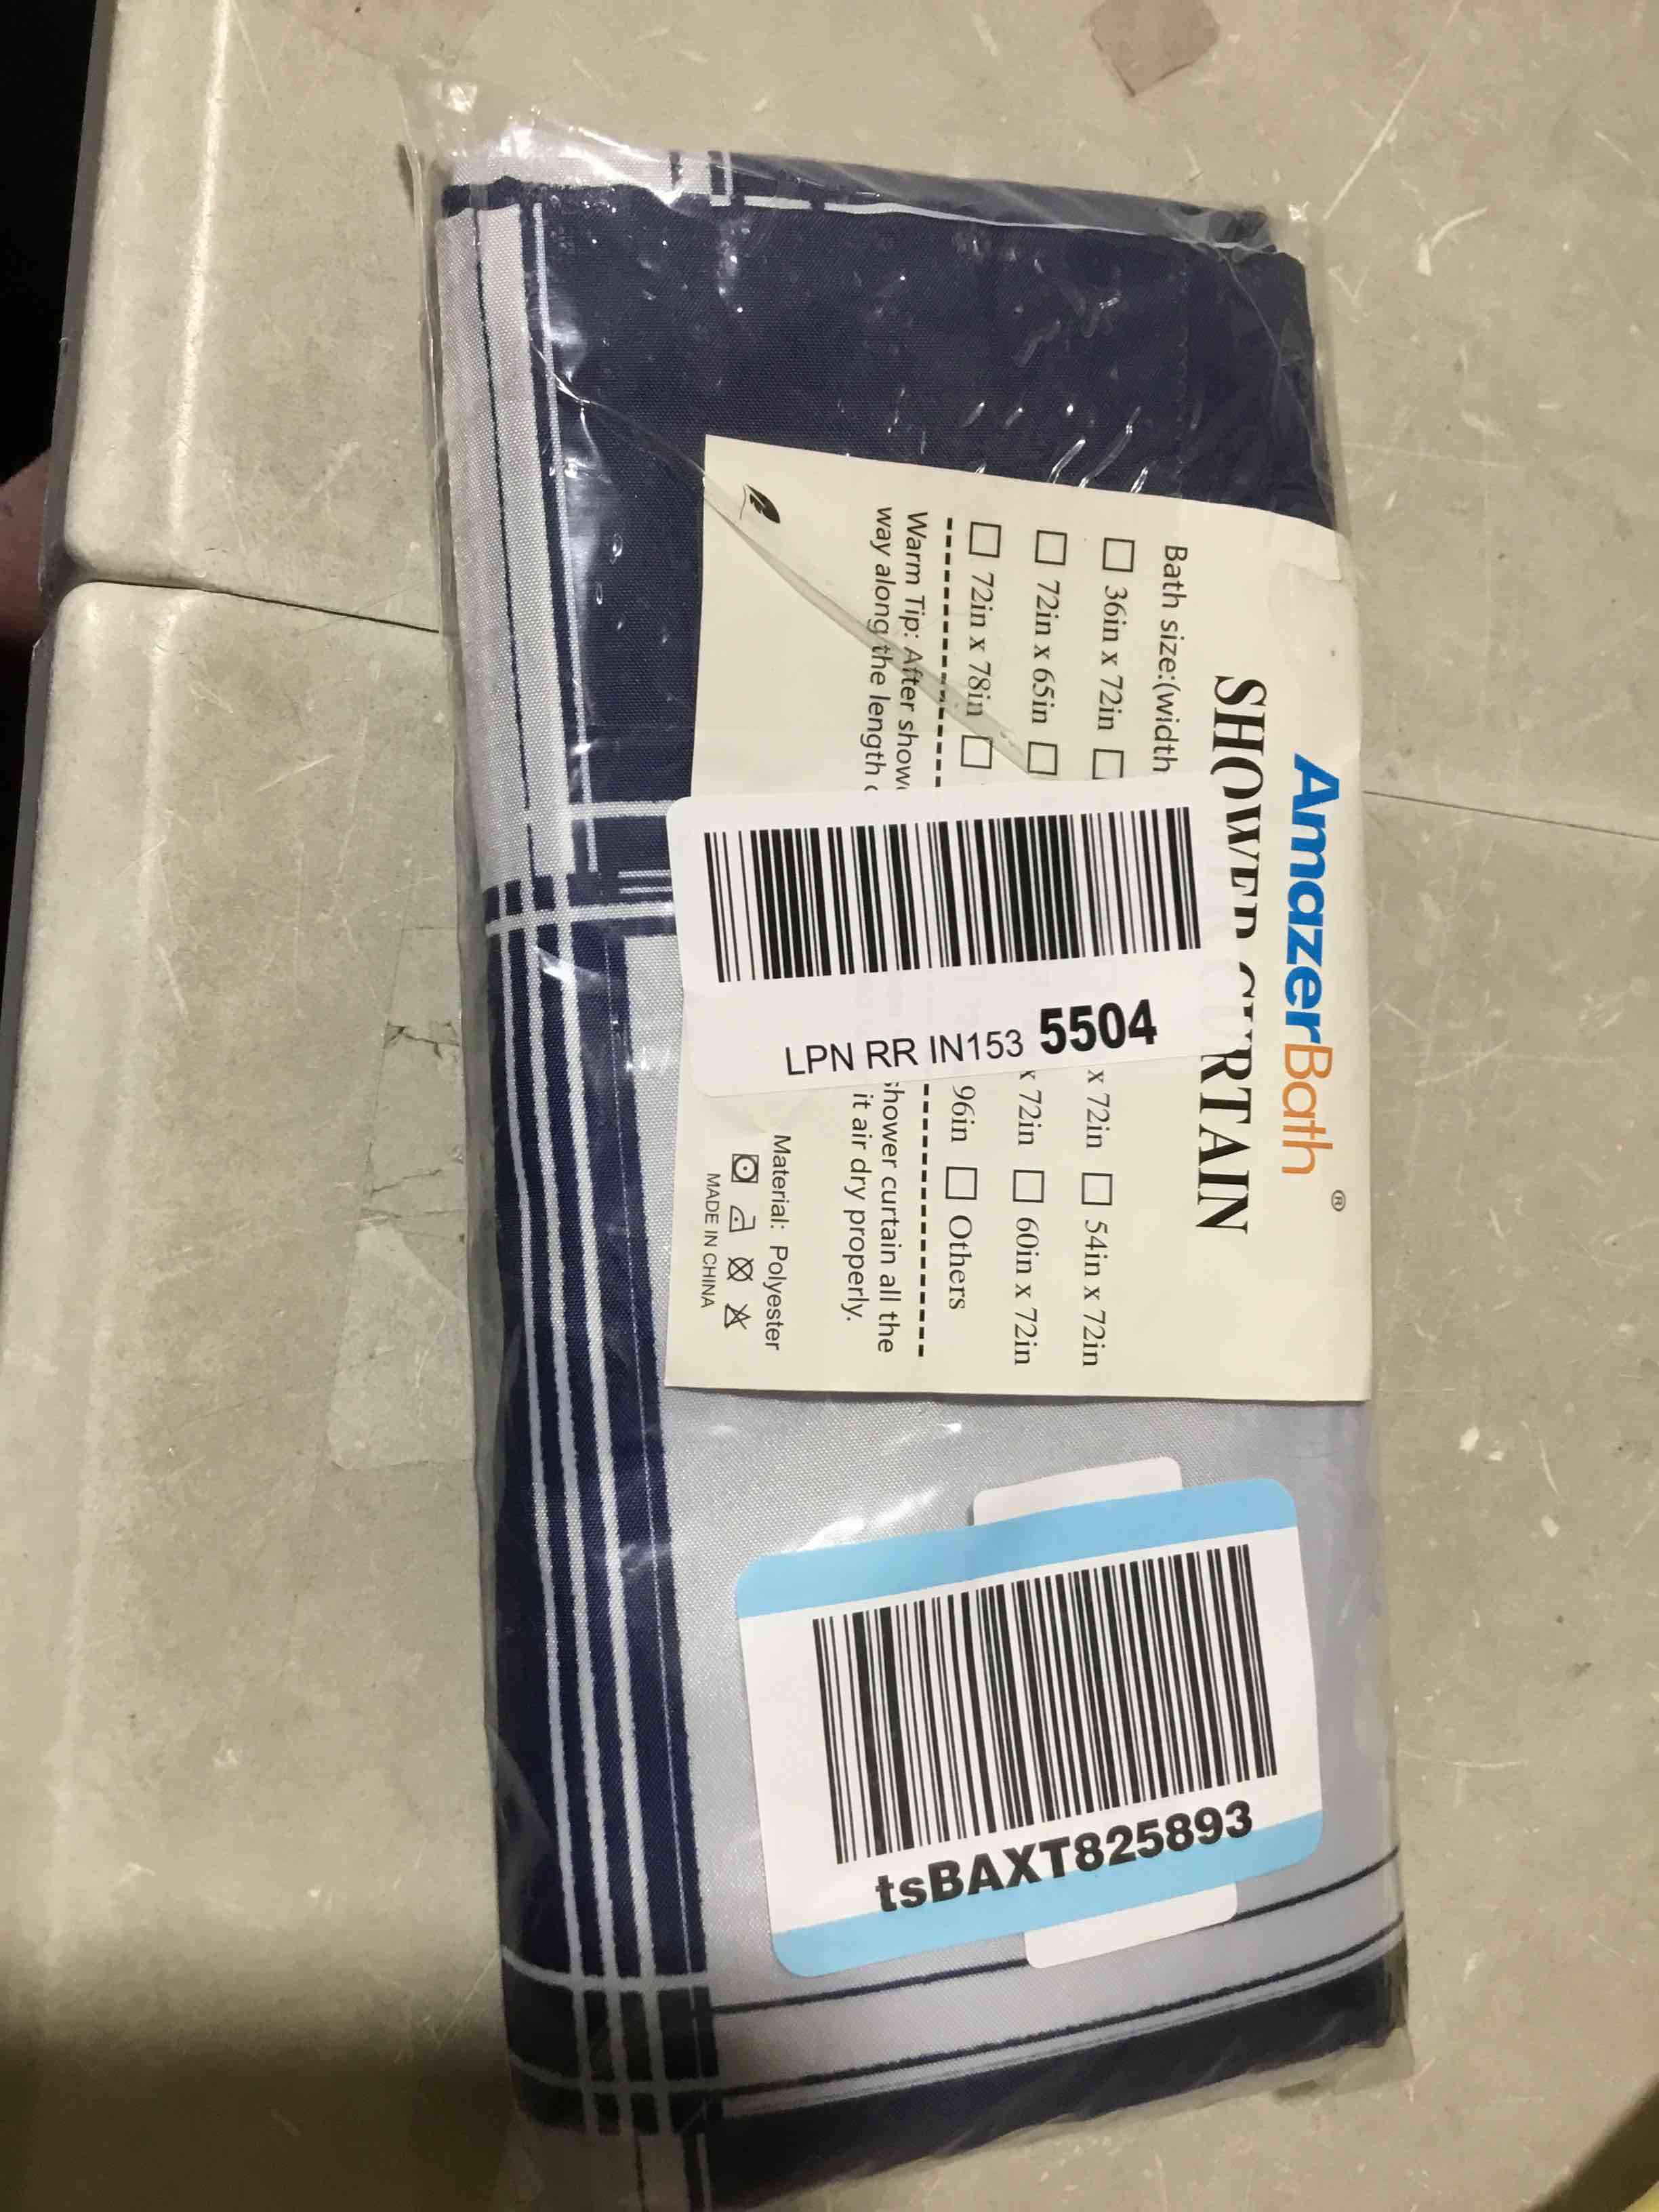 AmazerBath®
SHOWER CURTAIN
Bath size:(width
36in x 72in
x 72in
54in x 72in
72in x 65in
x 72in
60in x 72in
72in x 78in
96in
Others
Warm Tip: After
shower curtain all the
way along the length
it air dry properly.
Material: Polyester
MADE IN CHINA
LPN RR IN153 5504
tsBAXT825893